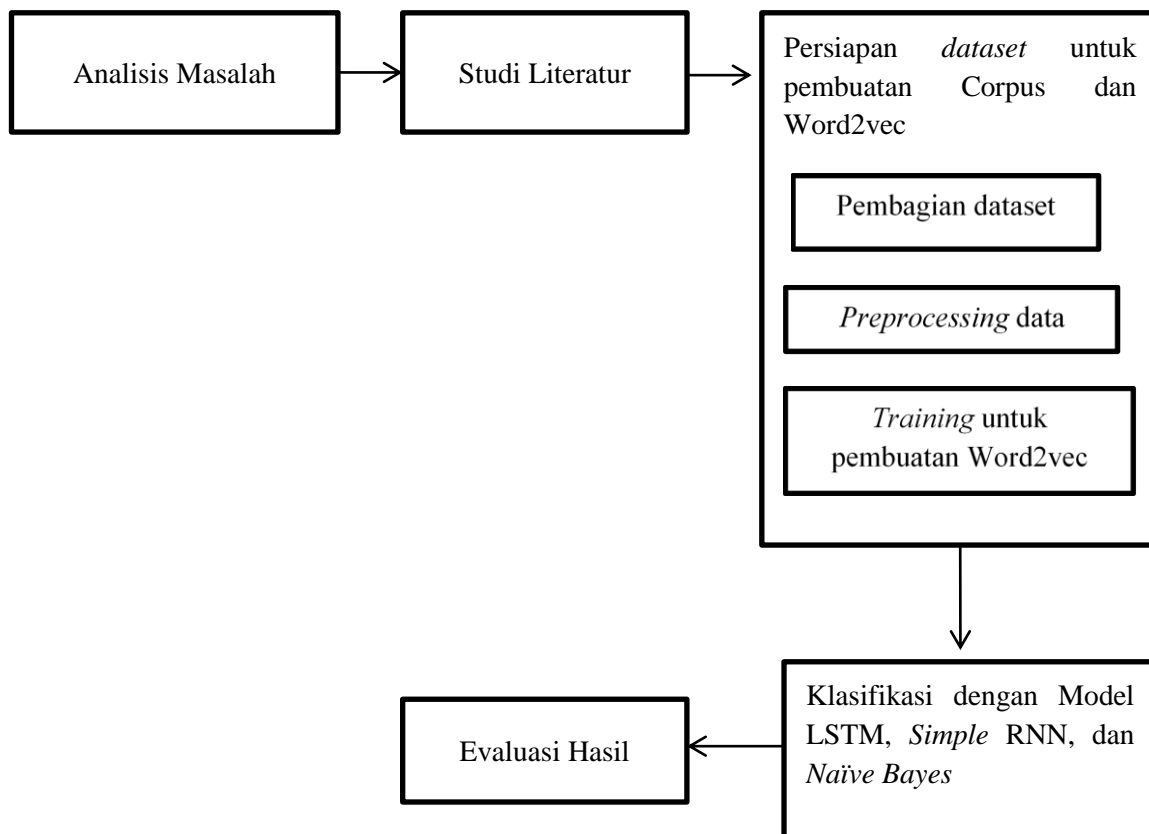 Analisis Masalah
Studi Literatur
Persiapan dataset untuk
pembuatan Corpus dan
Word2vec
Pembagian dataset
Preprocessing data
Training untuk
pembuatan Word2vec
Klasifikasi dengan Model
LSTM, Simple RNN, dan
Naïve Bayes
Evaluasi Hasil